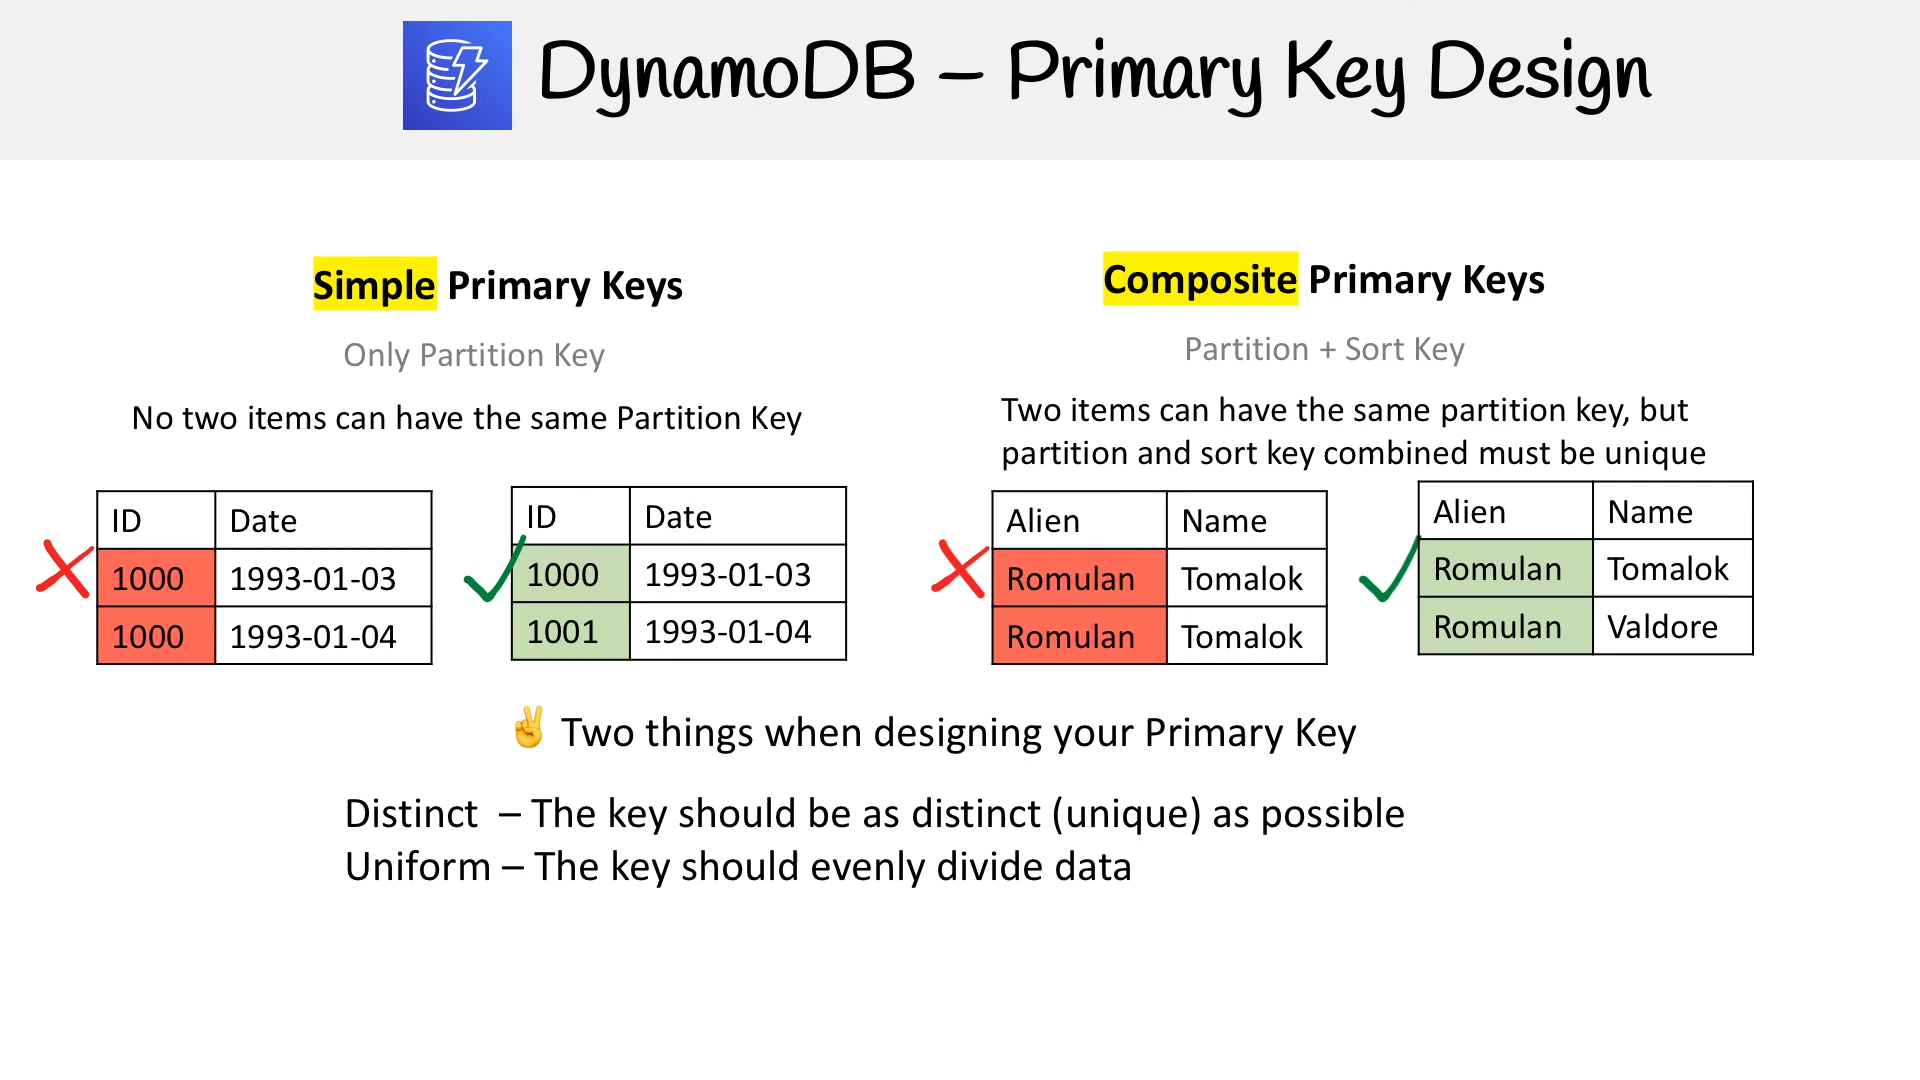 DynamoDB – Primary Key Design
Simple Primary Keys
Only Partition Key
No two items can have the same Partition Key
ID Date
1000 1993-01-03
1000 1993-01-04
ID Date
1000 1993-01-03
1001 1993-01-04
Composite Primary Keys
Partition + Sort Key
Two items can have the same partition key, but
partition and sort key combined must be unique
Alien Name
Romulan Tomalok
Romulan Tomalok
Alien Name
Romulan Tomalok
Romulan Valdore
✌️ Two things when designing your Primary Key
Distinct – The key should be as distinct (unique) as possible
Uniform – The key should evenly divide data